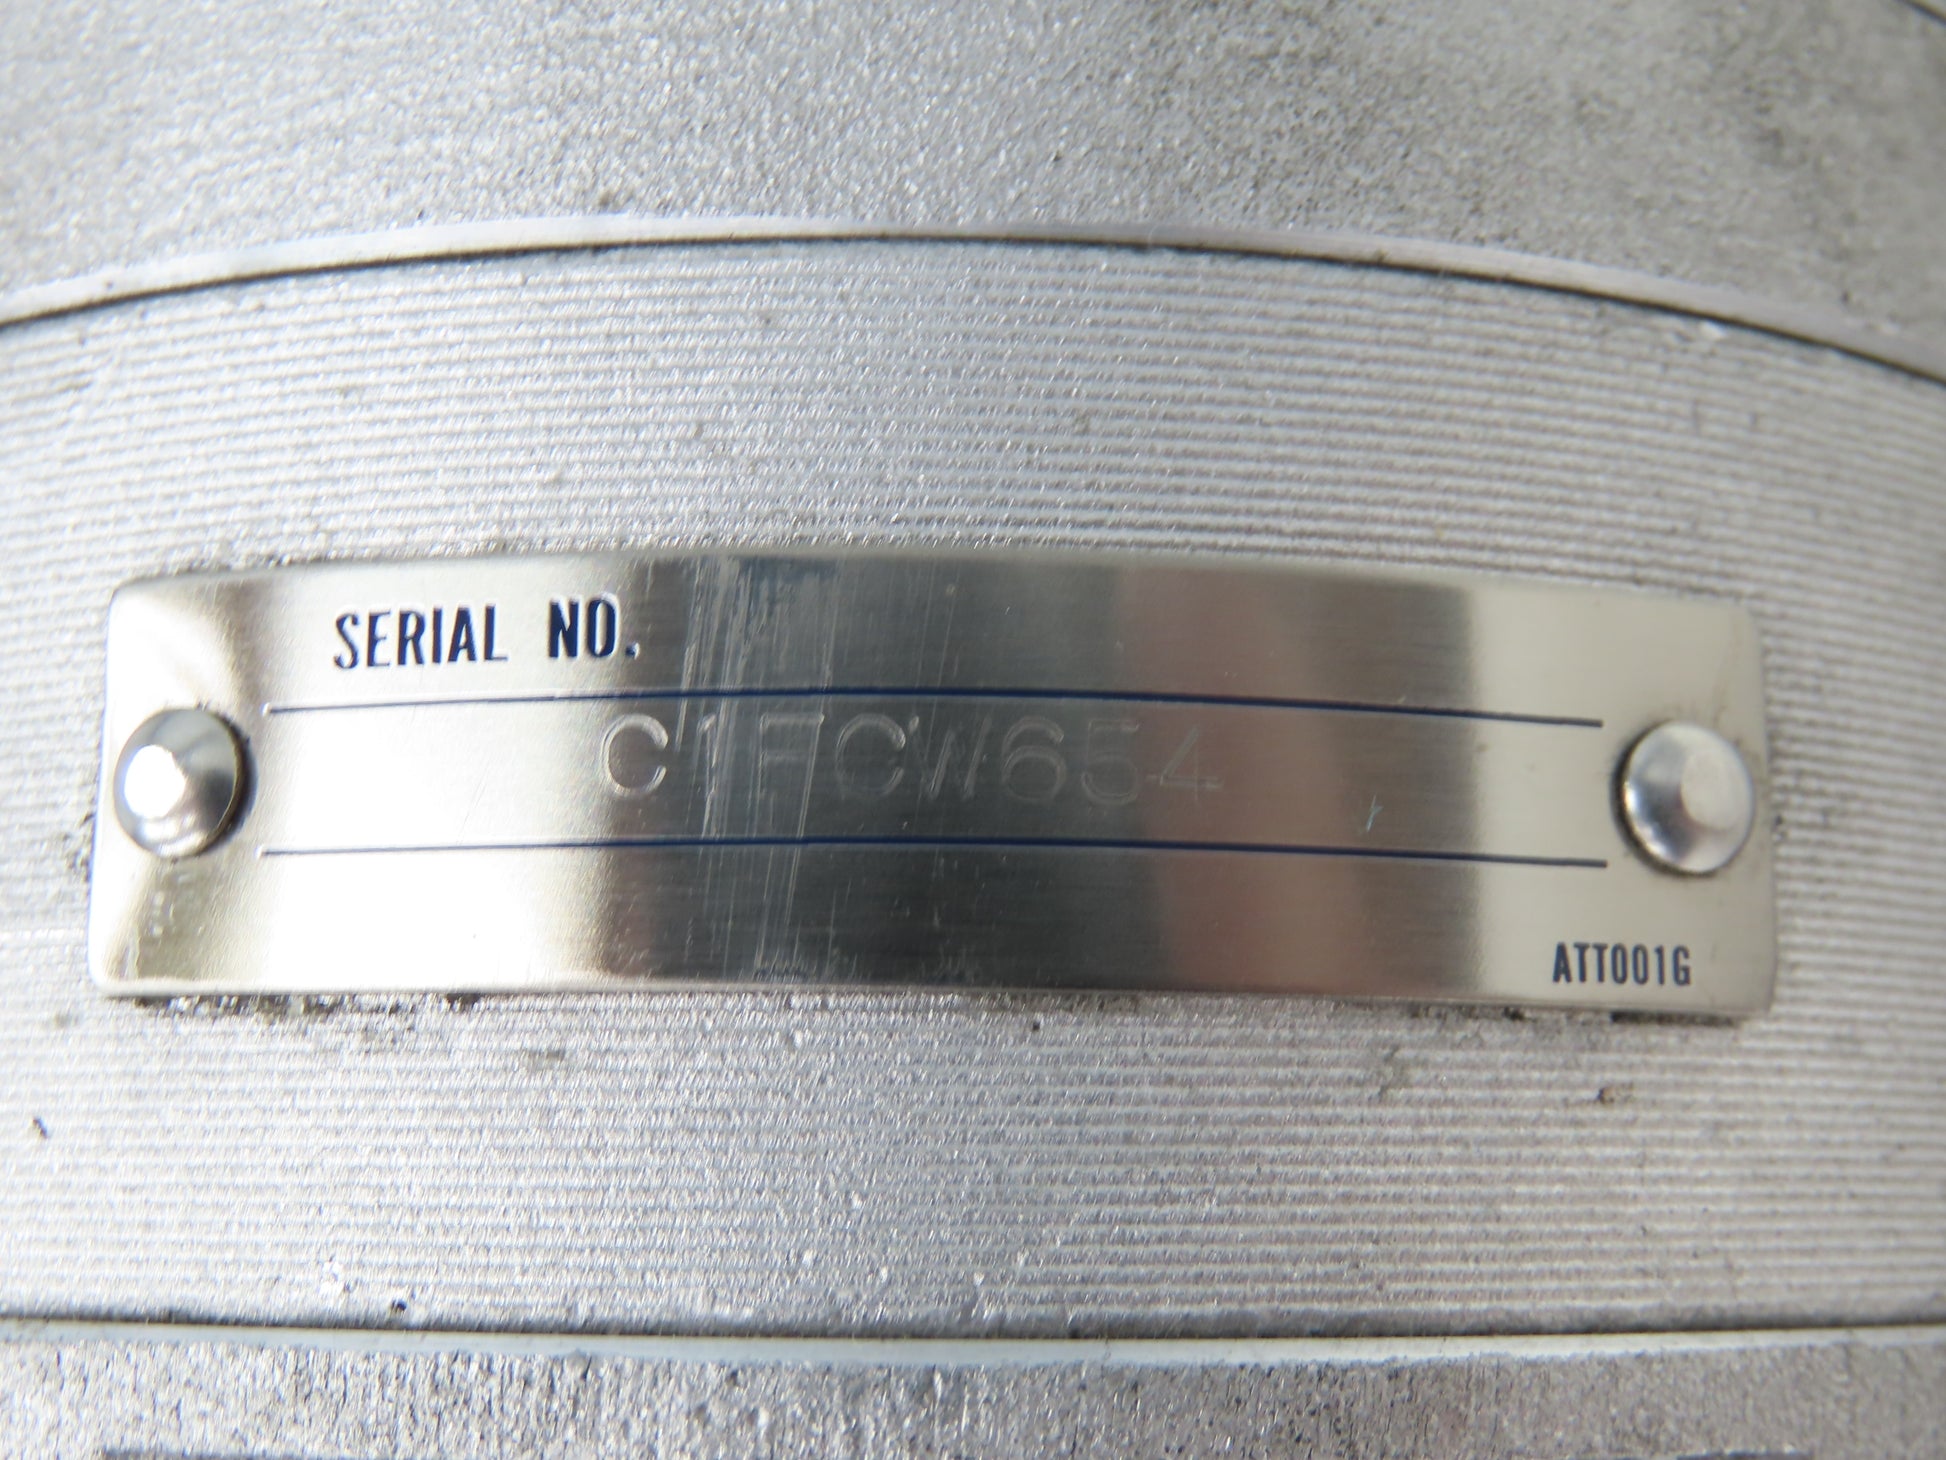 SERIAL NO.
C1FCW654
ATT001G